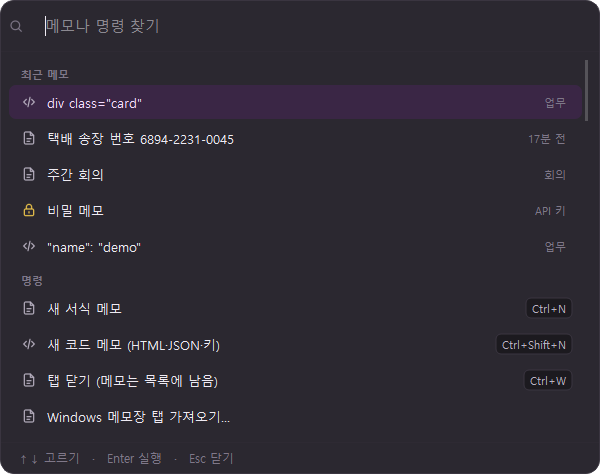 메모나 명령 찾기
최근 메모
div class="card" 업무
택배 송장 번호 6894-2231-0045 17분 전
주간 회의 회의
비밀 메모 API 키
"name": "demo" 업무
명령
새 서식 메모 Ctrl+N
새 코드 메모 (HTML·JSON·키) Ctrl+Shift+N
탭 닫기 (메모는 목록에 남음) Ctrl+W
Windows 메모장 탭 가져오기...
↑↓ 고르기 · Enter 실행 · Esc 닫기